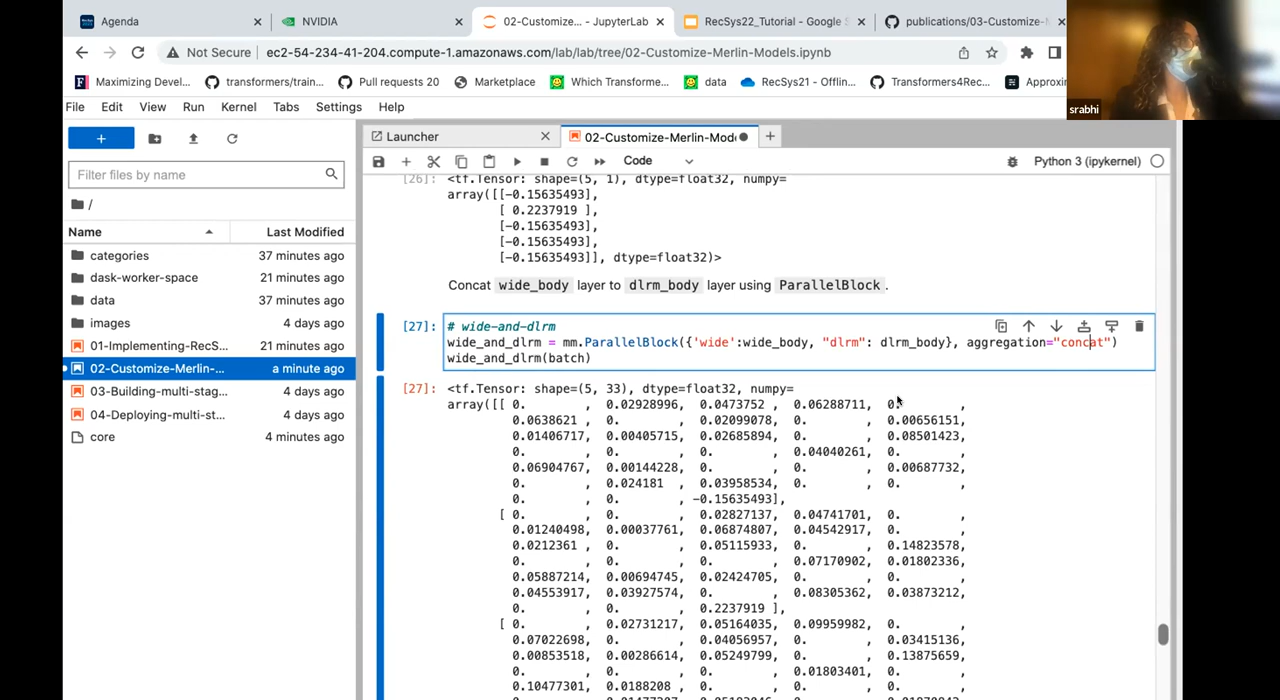 Agenda
NVIDIA
02-Customize... - JupyterLab
RecSys22_Tutorial - Google S
publications/03-Customize-M
Not Secure
ec2-54-234-41-204.compute-1.amazonaws.com/lab/lab/tree/02-Customize-Merlin-Models.ipynb
Maximizing Devel...
transformers/train...
Pull requests 20
Marketplace
Which Transforme...
data
RecSys21 - Offlin...
Transformers4Rec...
Approxin
srabhi
File Edit View Run Kernel Tabs Settings Help
Launcher
02-Customize-Merlin-Mode
Code
Python 3 (ipykernel)
Filter files by name
/
Name Last Modified
categories 37 minutes ago
dask-worker-space 21 minutes ago
data 37 minutes ago
images 4 days ago
01-Implementing-RecS... 21 minutes ago
02-Customize-Merlin-... a minute ago
03-Building-multi-stag... 4 days ago
04-Deploying-multi-st... 4 days ago
core 4 minutes ago
[26]: <tf.Tensor: shape=(5, 1), dtype=float32, numpy=
array([[-0.15635493],
[ 0.2237919 ],
[-0.15635493],
[-0.15635493],
[-0.15635493]], dtype=float32)>
Concat wide_body layer to dlrm_body layer using ParallelBlock.
[27]: # wide-and-dlrm
wide_and_dlrm = mm.ParallelBlock({'wide':wide_body, "dlrm": dlrm_body}, aggregation="concat")
wide_and_dlrm(batch)
[27]: <tf.Tensor: shape=(5, 33), dtype=float32, numpy=
array([[ 0. , 0.02928996, 0.0473752 , 0.06288711, 0. ,
0.0638621 , 0. , 0.02099078, 0. , 0.00656151,
0.01406717, 0.00405715, 0.02685894, 0. , 0.08501423,
0. , 0. , 0. , 0.04040261, 0. ,
0.06904767, 0.00144228, 0. , 0. , 0.00687732,
0. , 0.024181 , 0.03958534, 0. , 0. ,
0. , 0. , -0.15635493],
[ 0. , 0. , 0.02827137, 0.04741701, 0. ,
0.01240498, 0.00037761, 0.06874807, 0.04542917, 0. ,
0.0212361 , 0. , 0.05115933, 0. , 0.14823578,
0. , 0. , 0. , 0.07170902, 0.01802336,
0.05887214, 0.00694745, 0.02424705, 0. , 0. ,
0.04553917, 0.03927574, 0. , 0.08305362, 0.03873212,
0. , 0. , 0.2237919 ],
[ 0. , 0.02731217, 0.05164035, 0.09959982, 0. ,
0.07022698, 0. , 0.04056957, 0. , 0.03415136,
0.00853518, 0.00286614, 0.05249799, 0. , 0.13875659,
0. , 0. , 0. , 0.01803401, 0. ,
0.10477301, 0.0188208 , 0. , 0. , 0. ,